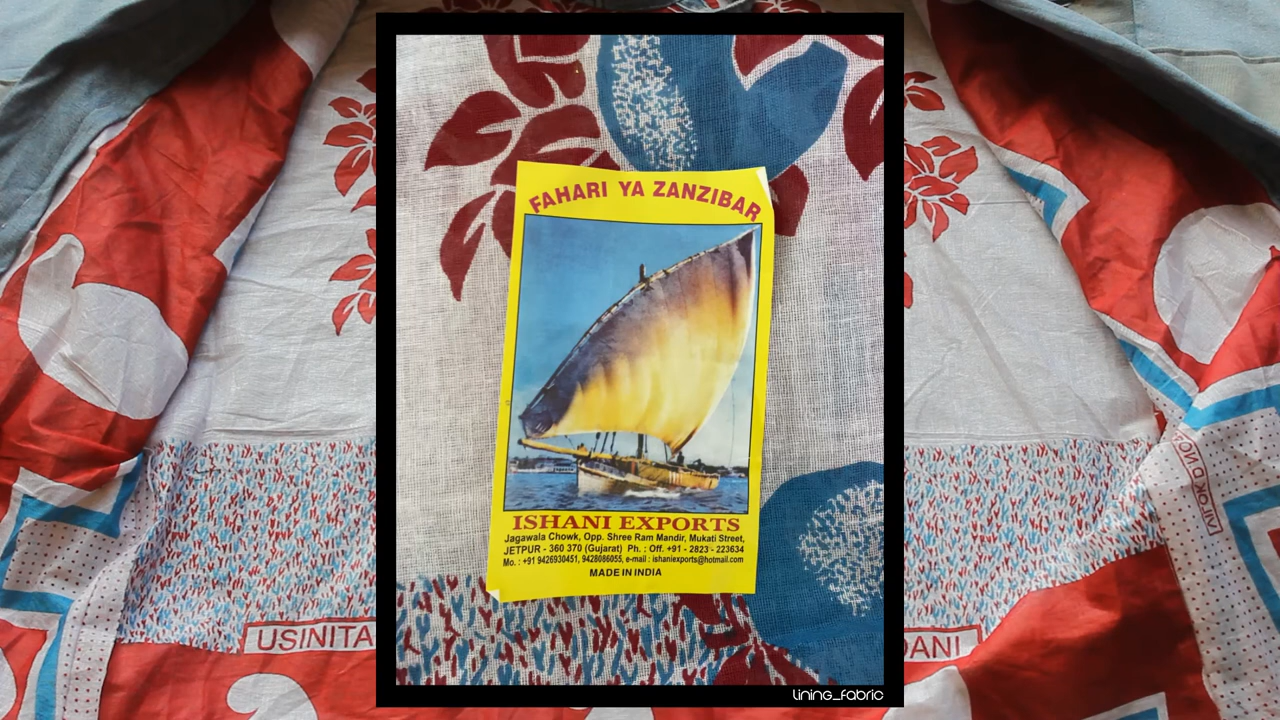 FAHARI YA ZANZIBAR
ISHANI EXPORTS
Jagawala Chowk, Opp. Shree Ram Mandir, Mukati Street,
JETPUR - 360 370 (Gujarat) Ph. : Off. +91 - 2823 - 223634
Mo. : +91 9426930451, 9428086055, e-mail : ishaniexports@hotmail.com
MADE IN INDIA
USINITA
DANI
lining_fabric